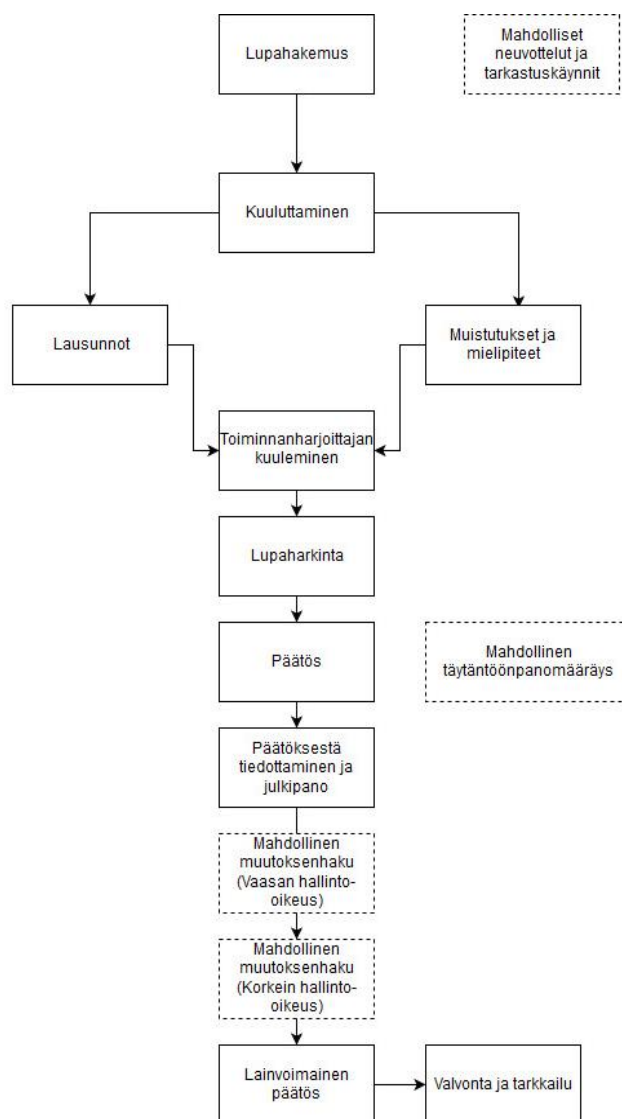 Lupahakemus
Mahdolliset
neuvottelut ja
tarkastuskäynnit
Kuuluttaminen
Lausunnot
Muistutukset ja
mielipiteet
Toiminnanharjoittajan
kuuleminen
Lupaharkinta
Päätös
Mahdollinen
täytäntöönpanomääräys
Päätöksestä
tiedottaminen ja
julkipano
Mahdollinen
muutoksenhaku
(Vaasan hallinto-
oikeus)
Mahdollinen
muutoksenhaku
(Korkein hallinto-
oikeus)
Lainvoimainen
päätös
Valvonta ja tarkkailu